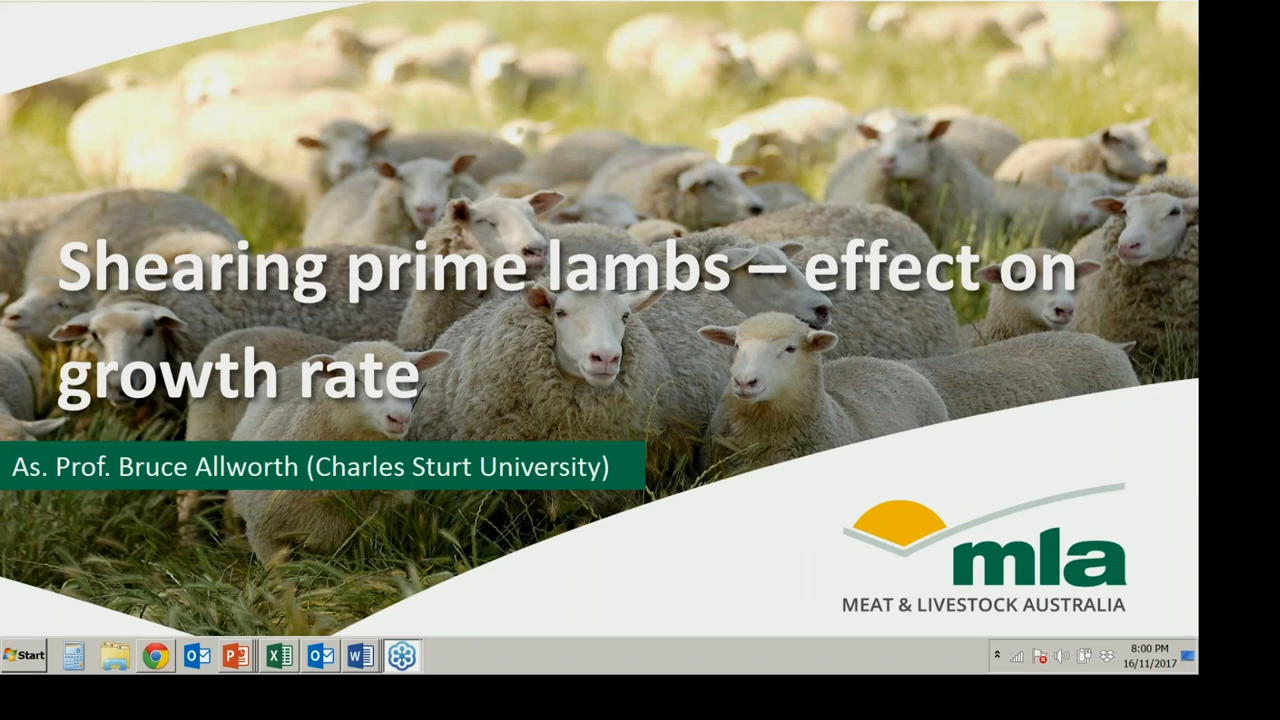 Shearing prime lambs – effect on
growth rate
As. Prof. Bruce Allworth (Charles Sturt University)
mla
MEAT & LIVESTOCK AUSTRALIA
Start
8:00 PM
16/11/2017